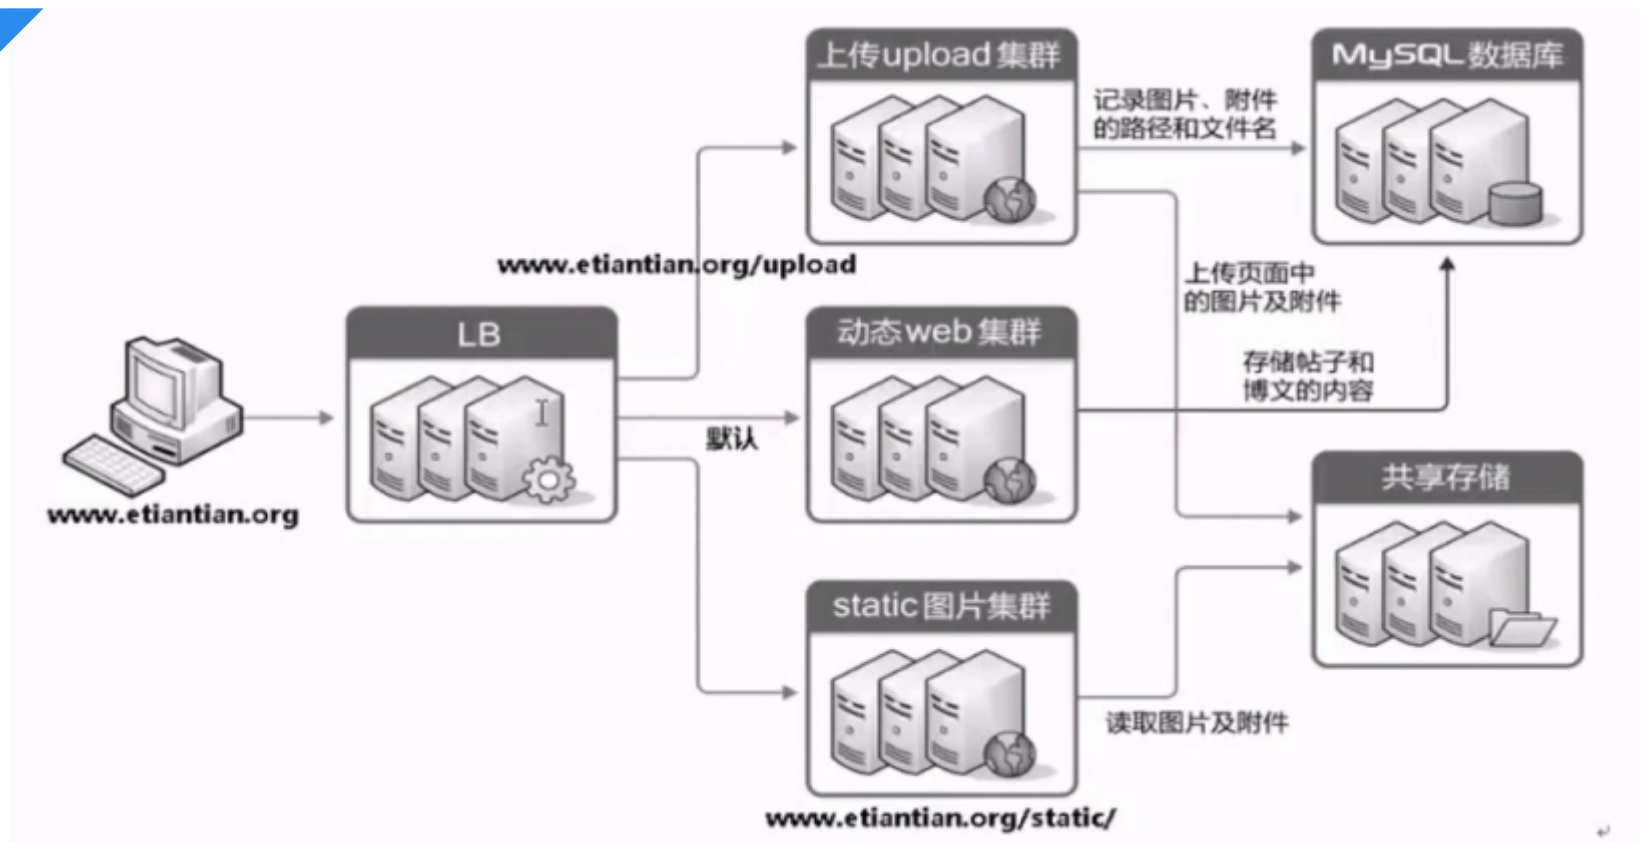 上传upload集群
MySQL数据库
记录图片、附件
的路径和文件名
www.etiantian.org/upload
上传页面中
的图片及附件
LB
动态web集群
存储帖子和
博文的内容
默认
www.etiantian.org
共享存储
static图片集群
读取图片及附件
www.etiantian.org/static/